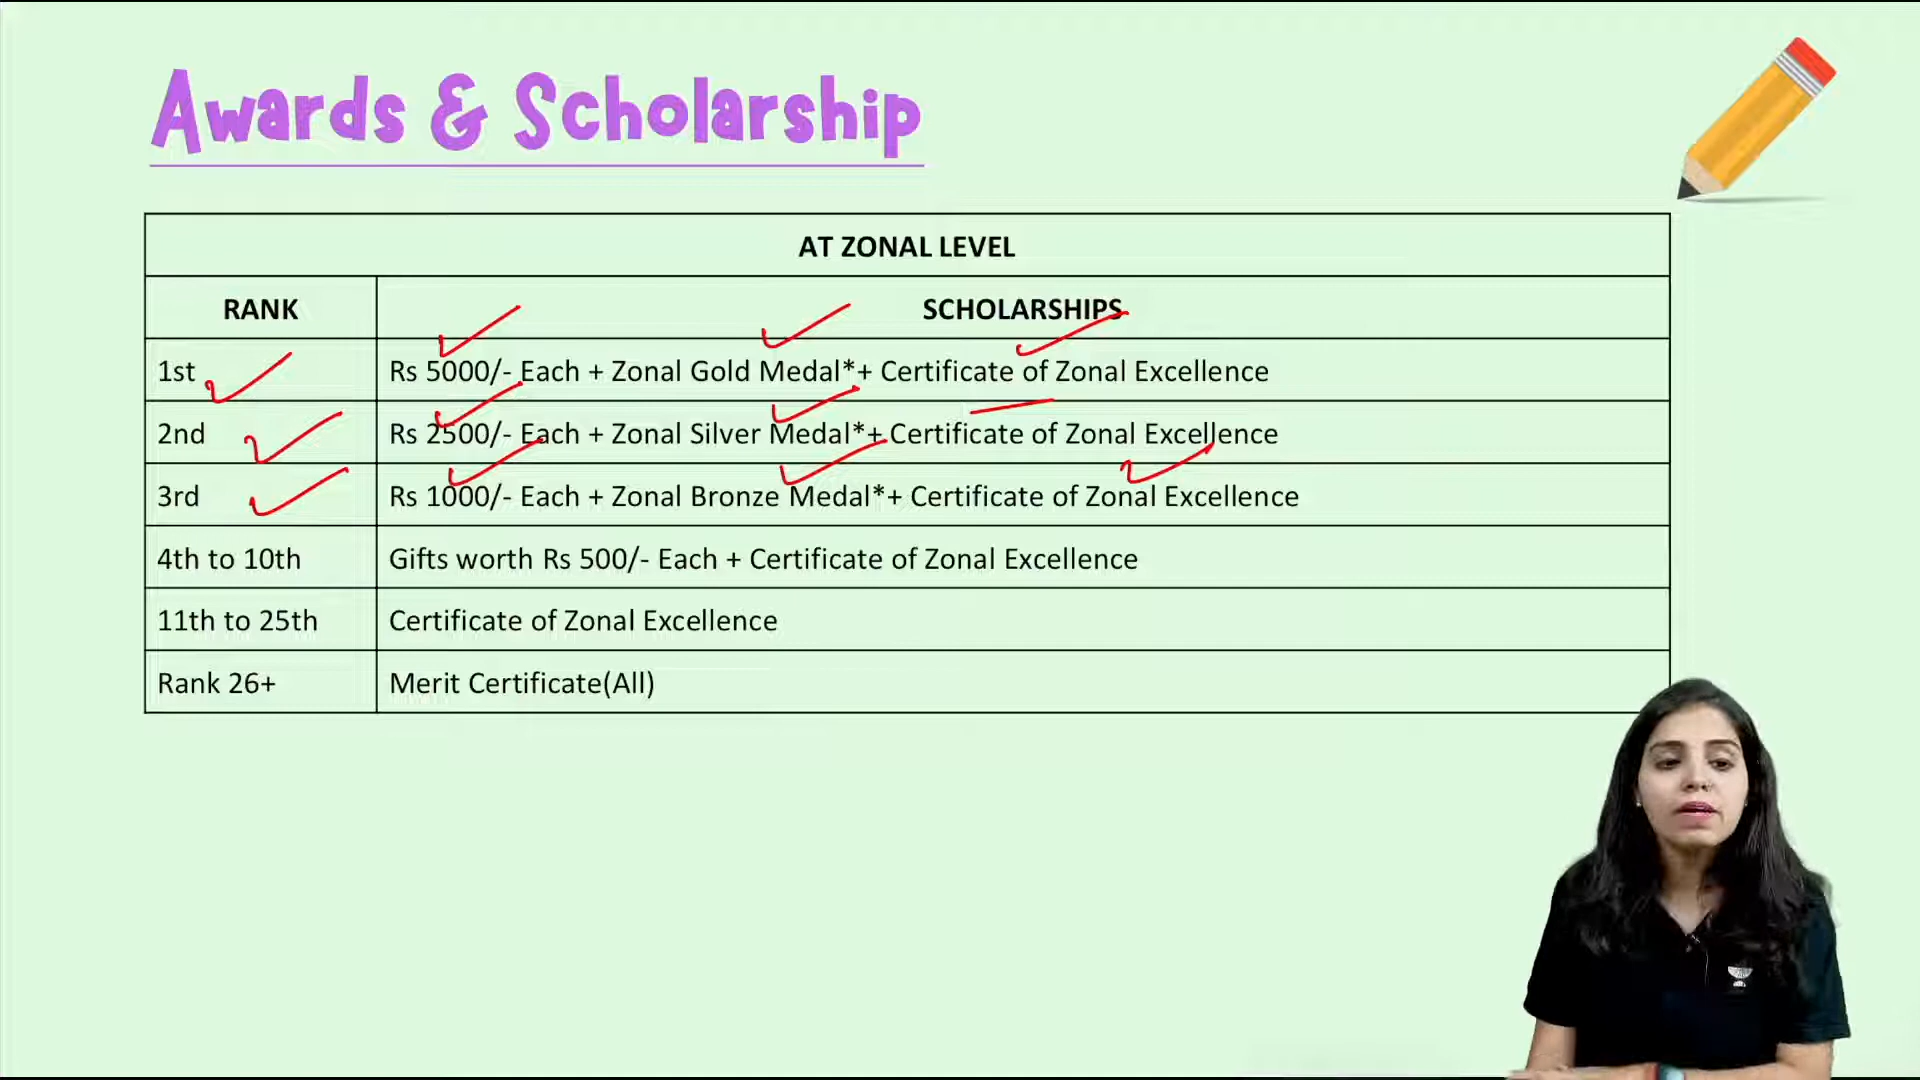 Awards & Scholarship
AT ZONAL LEVEL
RANK SCHOLARSHIPS
1st Rs 5000/- Each + Zonal Gold Medal*+ Certificate of Zonal Excellence
2nd Rs 2500/- Each + Zonal Silver Medal*+ Certificate of Zonal Excellence
3rd Rs 1000/- Each + Zonal Bronze Medal*+ Certificate of Zonal Excellence
4th to 10th Gifts worth Rs 500/- Each + Certificate of Zonal Excellence
11th to 25th Certificate of Zonal Excellence
Rank 26+ Merit Certificate(All)